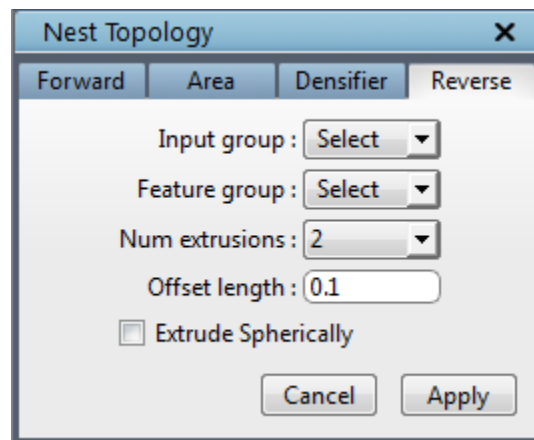 Nest Topology
Forward Area Densifier Reverse
Input group : Select
Feature group : Select
Num extrusions : 2
Offset length : 0.1
Extrude Spherically
Cancel Apply